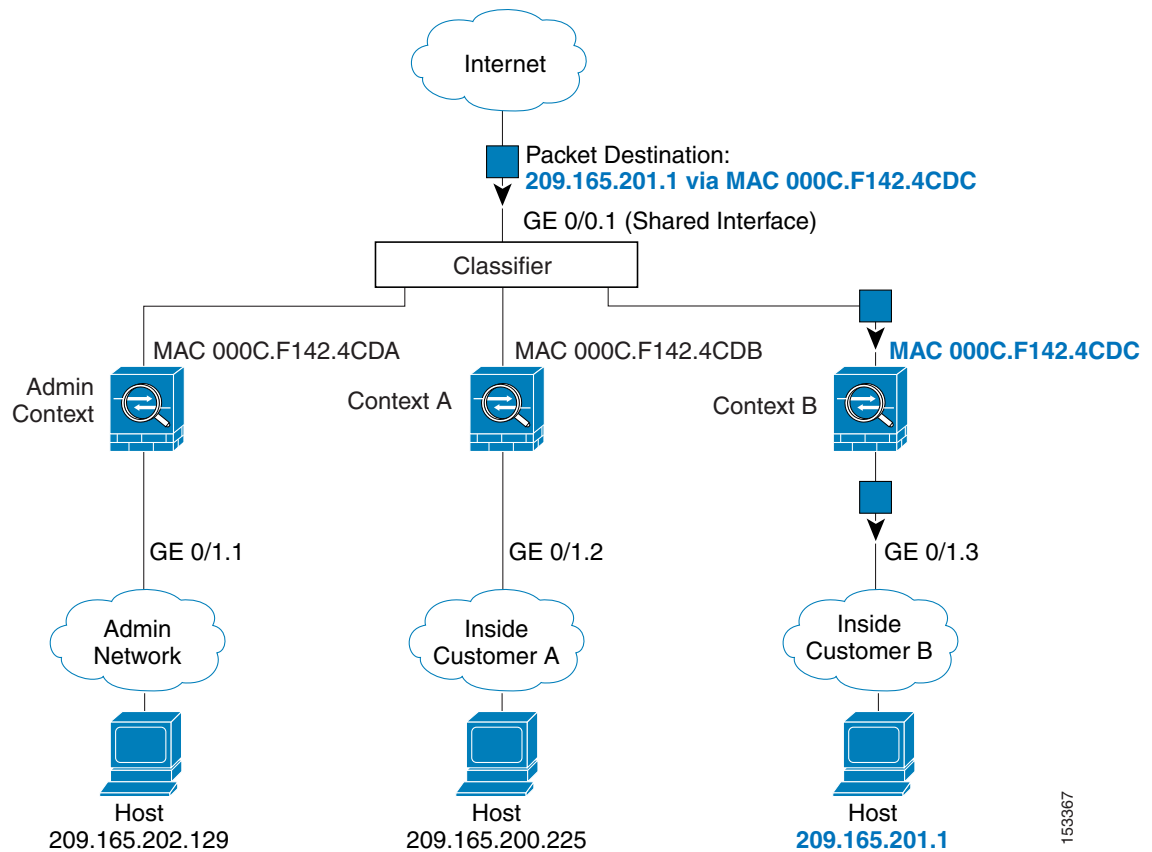 Internet
Packet Destination:
209.165.201.1 via MAC 000C.F142.4CDC
GE 0/0.1 (Shared Interface)
Classifier
MAC 000C.F142.4CDA
MAC 000C.F142.4CDB
MAC 000C.F142.4CDC
Admin
Context
Context A
Context B
GE 0/1.1
GE 0/1.2
GE 0/1.3
Admin
Network
Inside
Customer A
Inside
Customer B
Host
209.165.202.129
Host
209.165.200.225
Host
209.165.201.1
153367